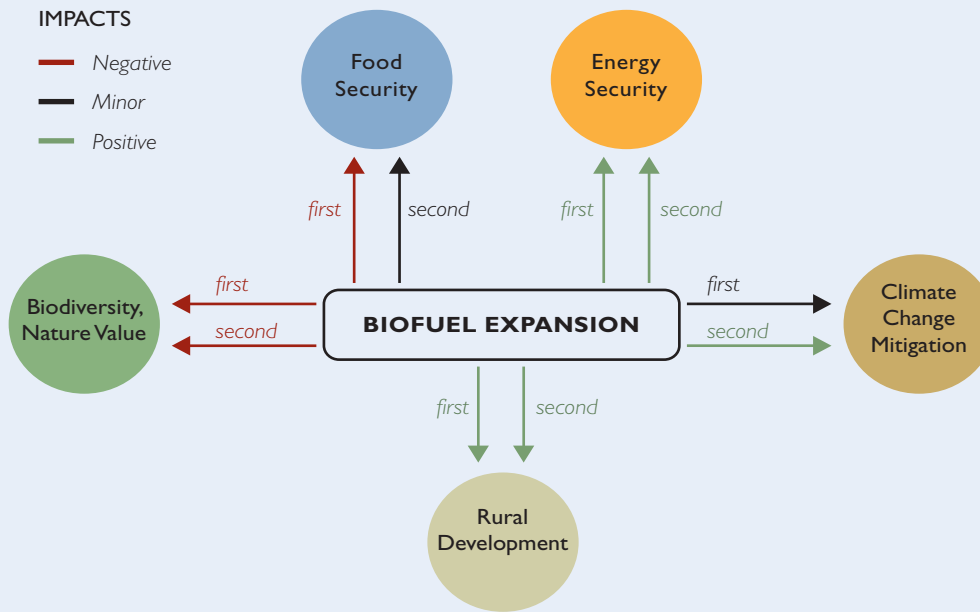 IMPACTS
Negative
Minor
Positive
Food
Security
Energy
Security
first
second
first
second
Biodiversity,
Nature Value
first
second
BIOFUEL EXPANSION
first
second
Climate
Change
Mitigation
first
second
Rural
Development